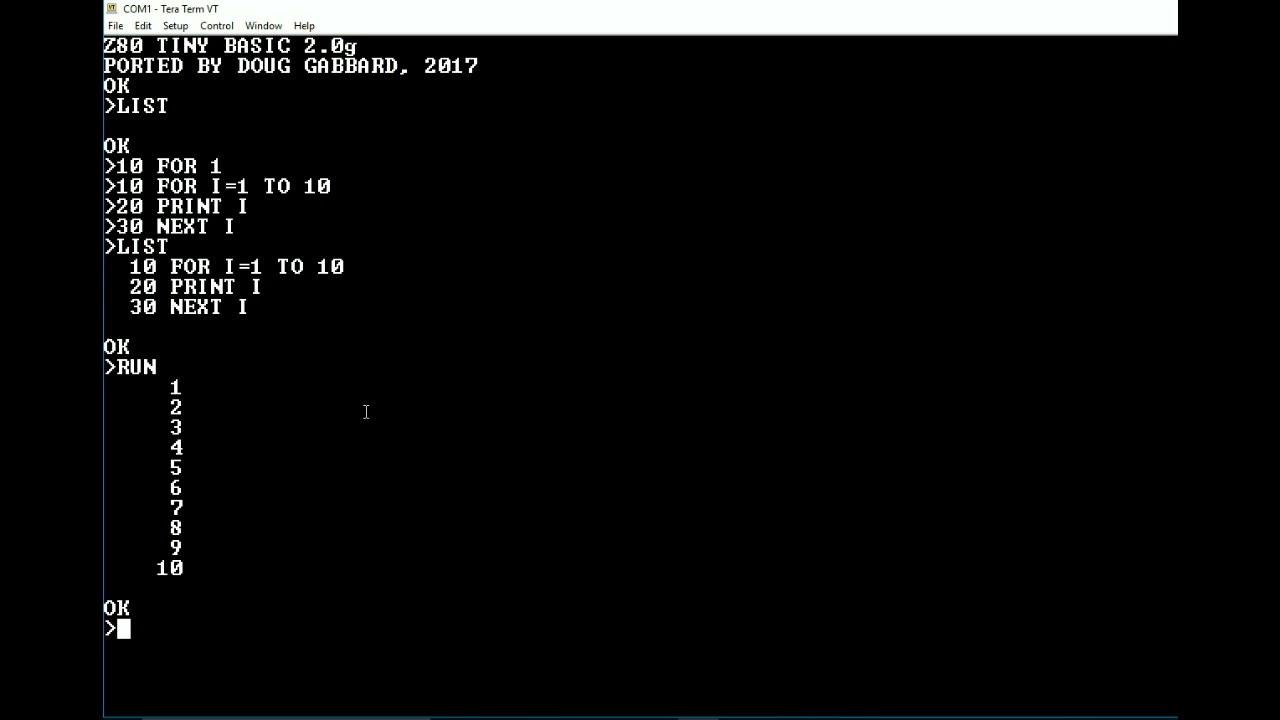 COM1 - Tera Term VT
File Edit Setup Control Window Help
Z80 TINY BASIC 2.0g
PORTED BY DOUG GABBARD, 2017
OK
>LIST
OK
>10 FOR 1
>10 FOR I=1 TO 10
>20 PRINT I
>30 NEXT I
>LIST
10 FOR I=1 TO 10
20 PRINT I
30 NEXT I
OK
>RUN
1
2
3
4
5
6
7
8
9
10
OK
>